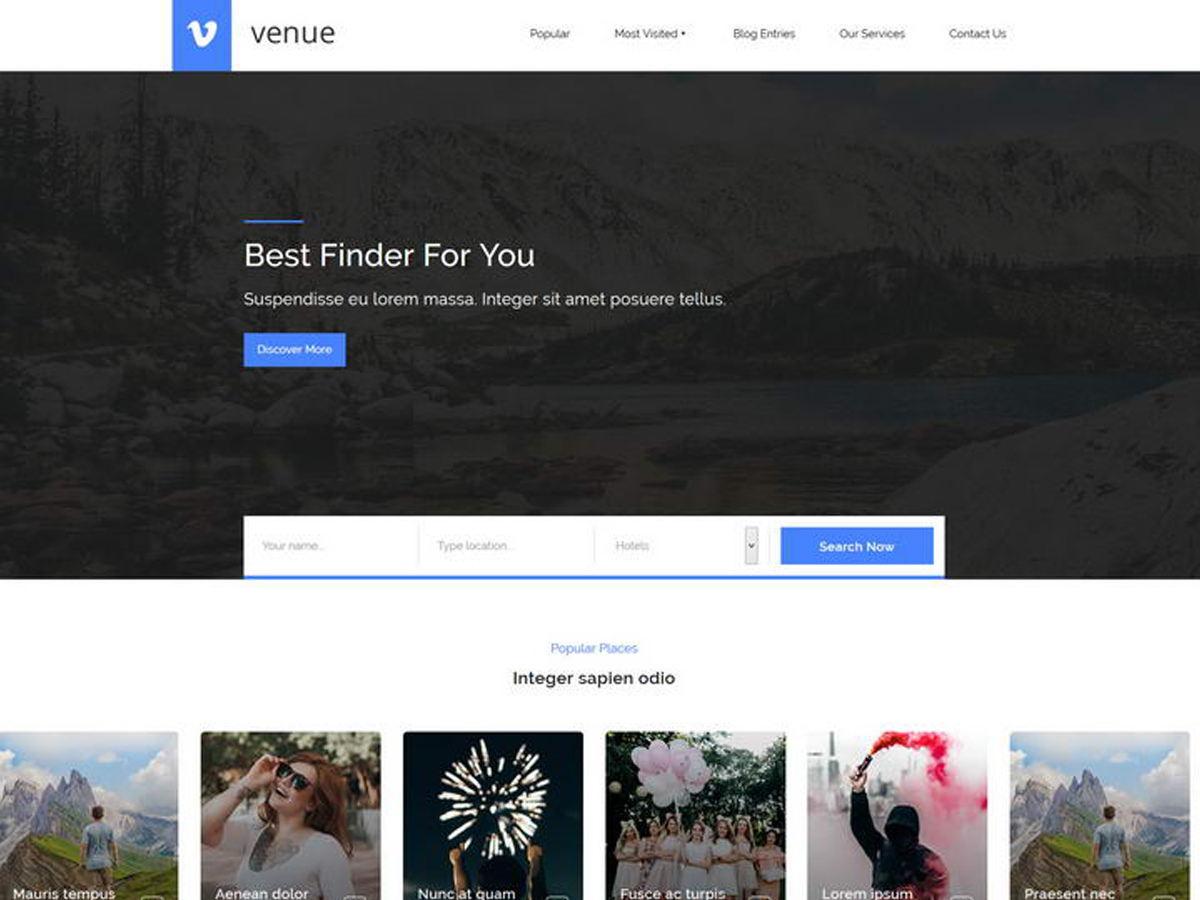 venue
Popular
Most Visited
Blog Entries
Our Services
Contact Us
Best Finder For You
Suspendisse eu lorem massa. Integer sit amet posuere tellus.
Discover More
Your name...
Type location...
Hotels
Search Now
Popular Places
Integer sapien odio
Mauris tempus
Aenean dolor
Nunc at quam
Fusce ac turpis
Lorem ipsum
Praesent nec